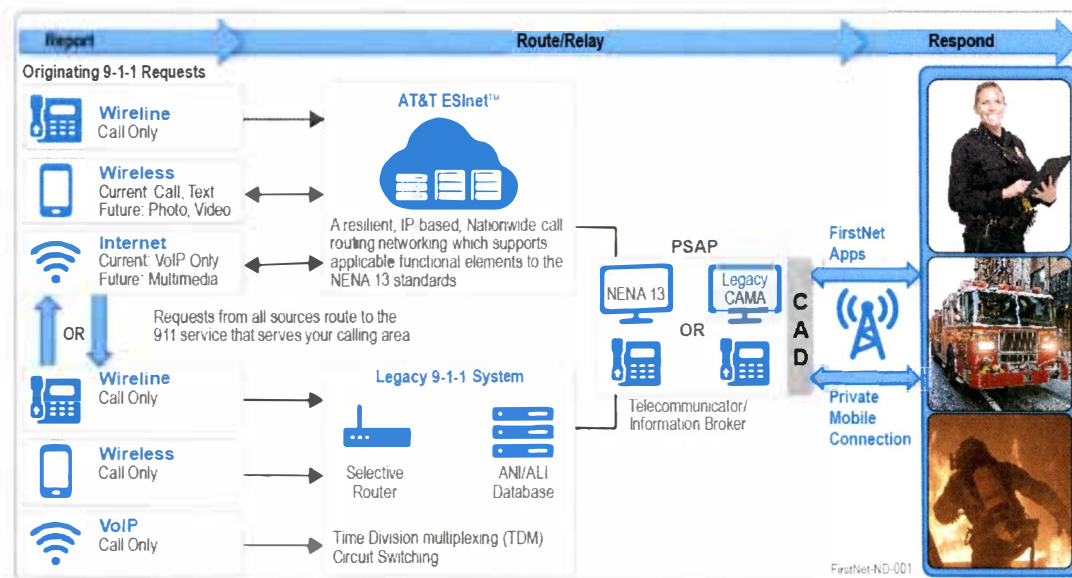 Report
Route/Relay
Respond
Originating 9-1-1 Requests
Wireline
Call Only
Wireless
Current: Call, Text
Future: Photo, Video
Internet
Current: VoIP Only
Future: Multimedia
OR
Wireline
Call Only
Wireless
Call Only
VoIP
Call Only
AT&T ESInet™
A resilient, IP based, Nationwide call
routing networking which supports
applicable functional elements to the
NENA 13 standards
Requests from all sources route to the
911 service that serves your calling area
Legacy 9-1-1 System
Selective
Router
ANI/ALI
Database
Time Division multiplexing (TDM)
Circuit Switching
PSAP
NENA 13
Legacy
CAMA
OR
Telecommunicator/
Information Broker
CAD
FirstNet
Apps
Private
Mobile
Connection
FirstNet-ND-001